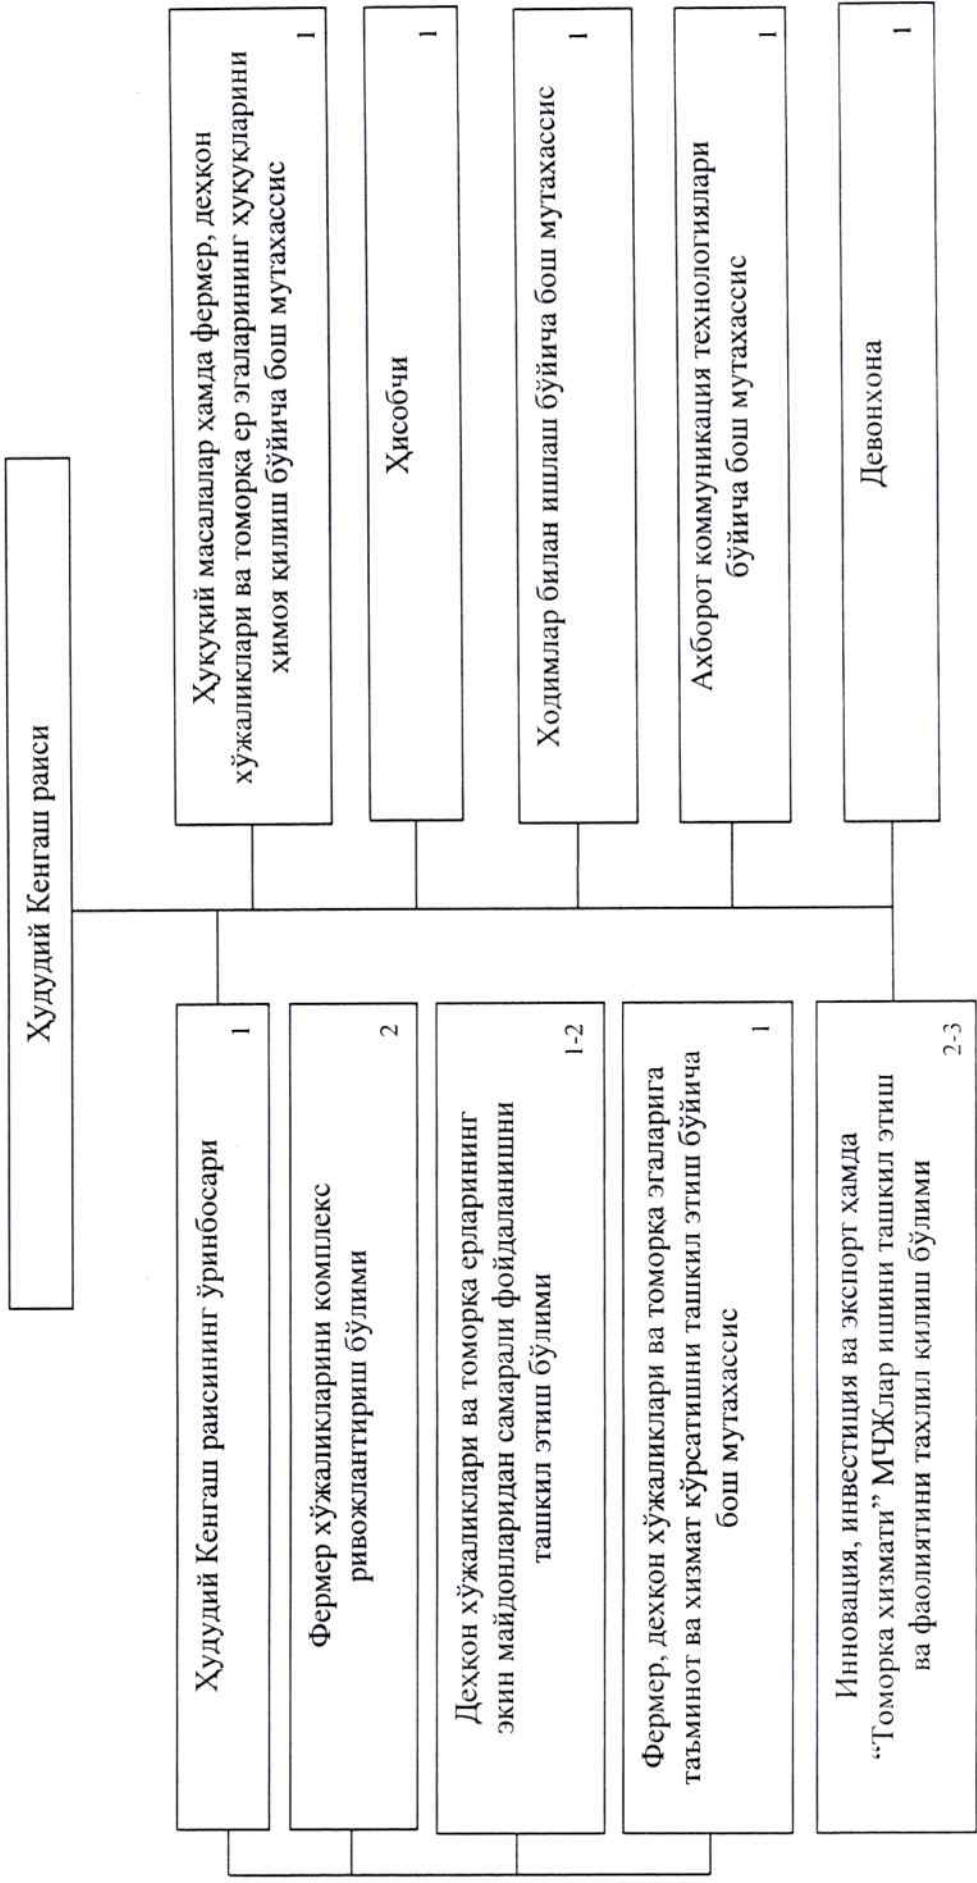 Ҳудудий Кенгаш раиси
Ҳудудий Кенгаш раисининг ўринбосари
1
Фермер хўжаликларини комплекс
ривожлантириш бўлими
2
Деҳқон хўжаликлари ва томорқа ерларининг
экин майдонларидан самарали фойдаланишни
ташкил этиш бўлими
1-2
Фермер, деҳқон хўжаликлари ва томорқа эгаларига
таъминот ва хизмат кўрсатишни ташкил этиш бўйича
бош мутахассис
1
Инновация, инвестиция ва экспорт ҳамда
“Томорқа хизмати” МЧЖлар ишини ташкил этиш
ва фаолиятини таҳлил қилиш бўлими
2-3
Ҳуқуқий масалалар ҳамда фермер, деҳқон
хўжаликлари ва томорқа ер эгаларининг ҳуқуқларини
ҳимоя қилиш бўйича бош мутахассис
1
Ҳисобчи
1
Ходимлар билан ишлаш бўйича бош мутахассис
1
Ахборот коммуникация технологиялари
бўйича бош мутахассис
1
Девонхона
1